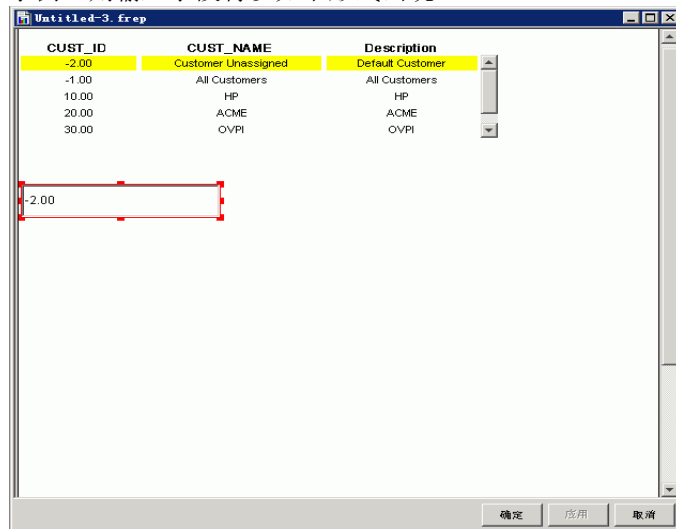 Untitled-3.frep
CUST_ID CUST_NAME Description
-2.00 Customer Unassigned Default Customer
-1.00 All Customers All Customers
10.00 HP HP
20.00 ACME ACME
30.00 OVPI OVPI
-2.00
确定 应用 取消